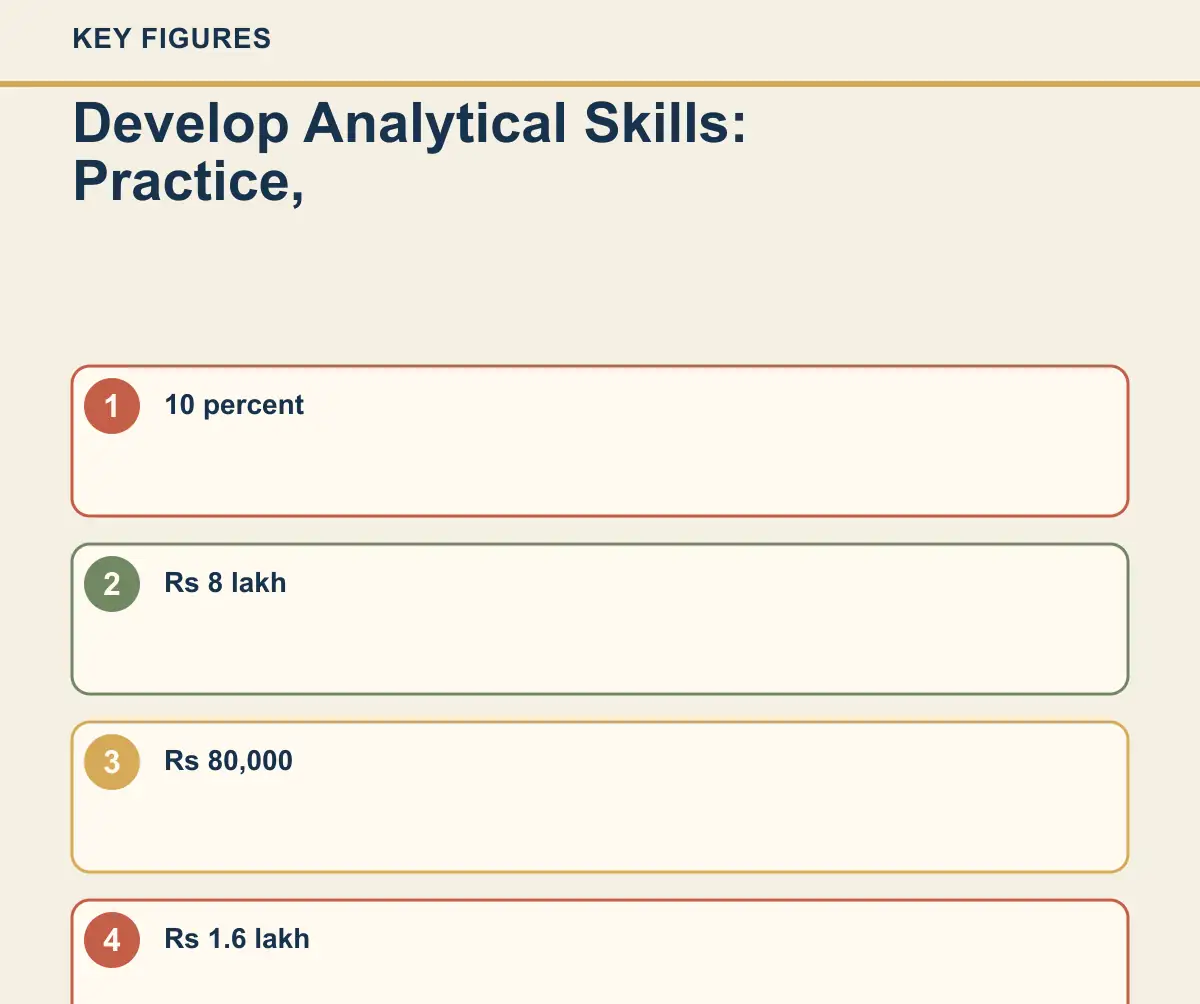 KEY FIGURES
Develop Analytical Skills:
Practice,
1 10 percent
2 Rs 8 lakh
3 Rs 80,000
4 Rs 1.6 lakh